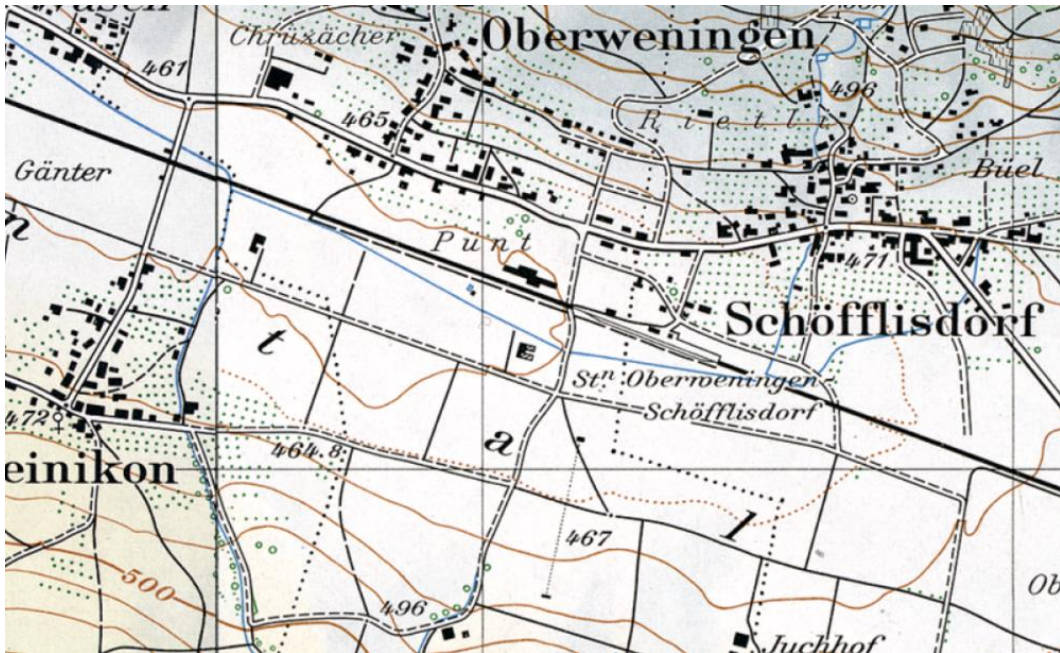 Chrüzächer
Oberweningen
461
465
496
Rietli
Gänter
Büel
n
Punt
471
Schöfflisdorf
t
Stn Oberweningen-
Schöfflisdorf
472
464.8
a
einikon
l
467
500
496
Ob
Juchhof